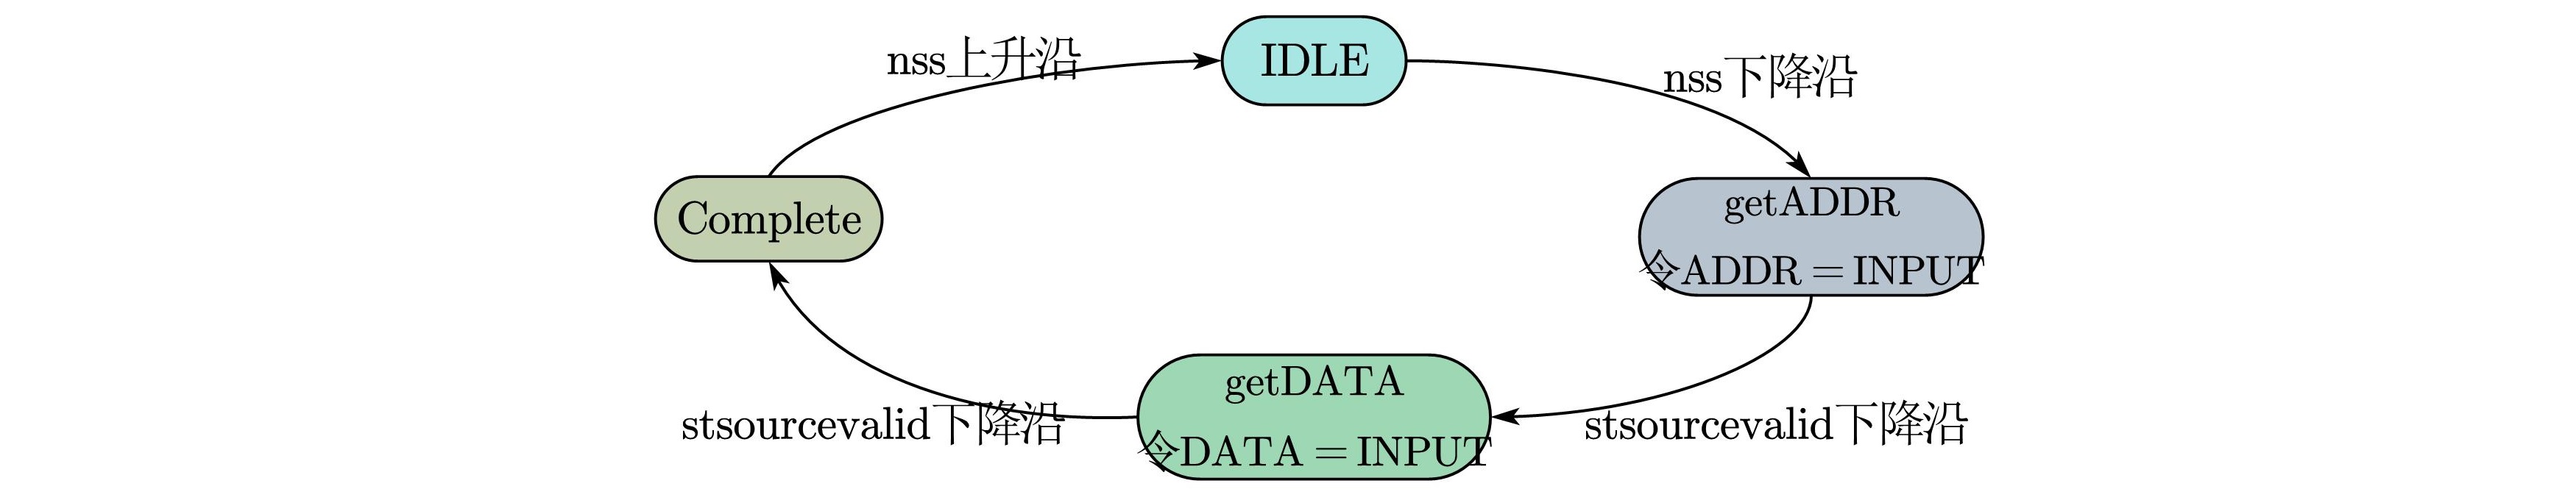 nss上升沿
IDLE
nss下降沿
Complete
getADDR
令ADDR = INPUT
getDATA
令DATA = INPUT
stsourcevalid下降沿
stsourcevalid下降沿